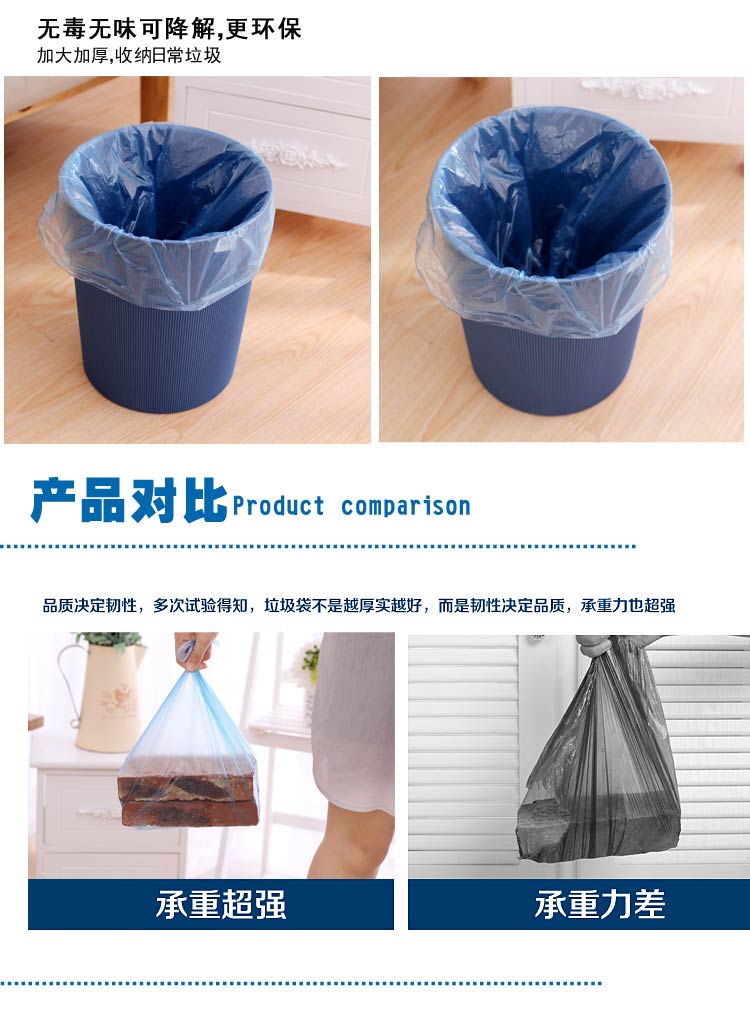 无毒无味可降解,更环保
加大加厚,收纳日常垃圾
产品对比Product comparison
品质决定韧性，多次试验得知，垃圾袋不是越厚实越好，而是韧性决定品质，承重力也超强
承重超强
承重力差